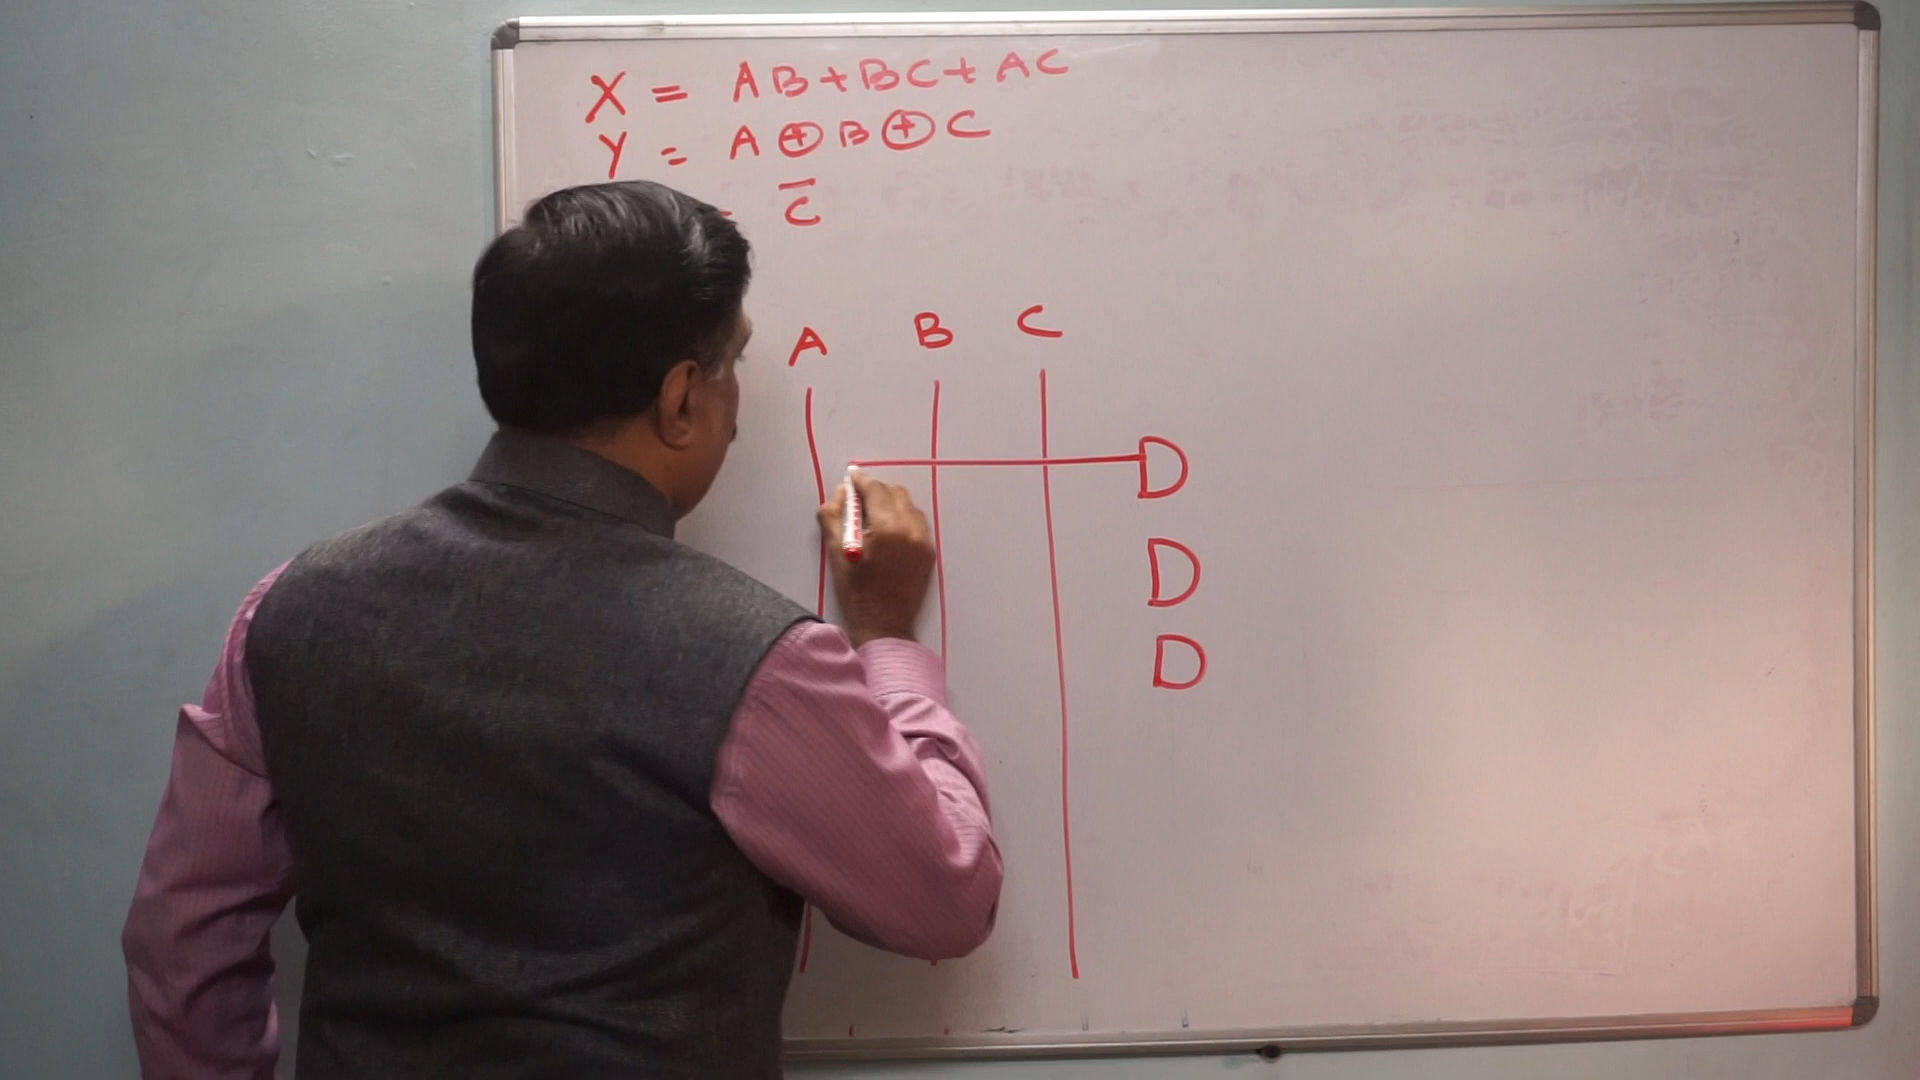 X = AB+BC+AC
Y = A⊕B⊕C
= C̅
A B C